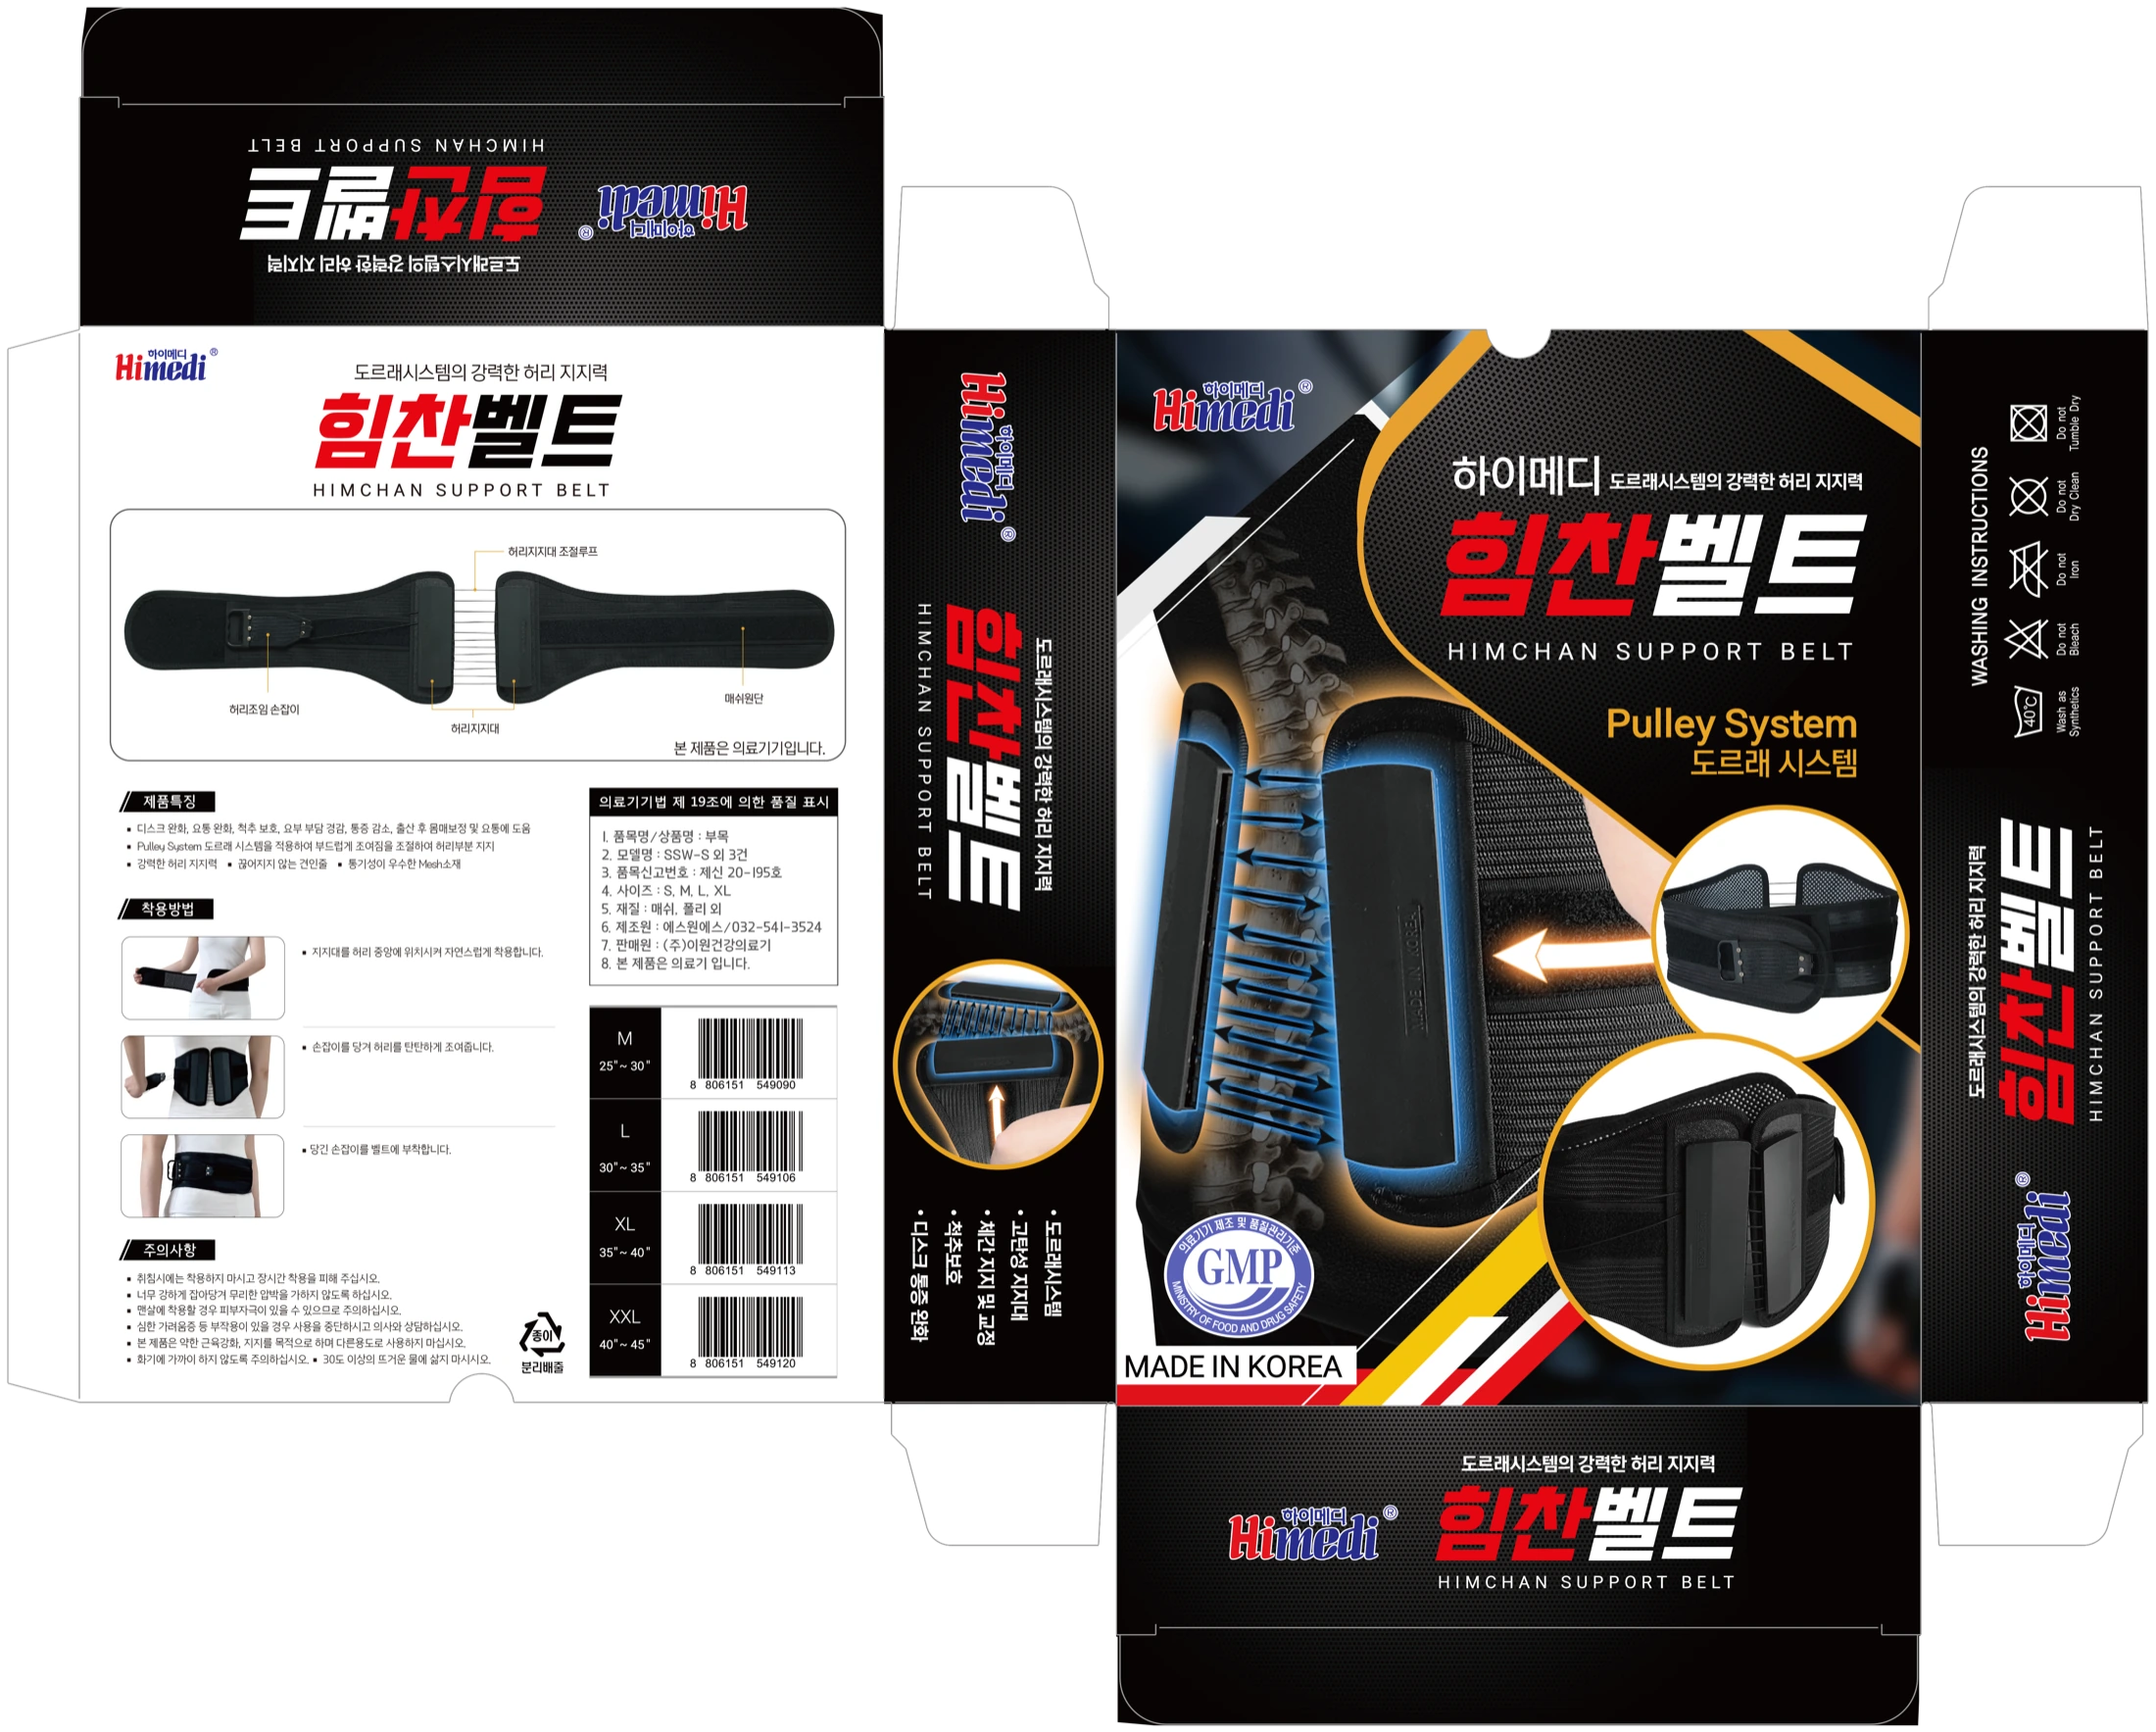 HIMCHAN SUPPORT BELT
힘찬벨트
하이메디
Himedi®
도르래시스템의 강력한 허리 지지력
하이메디
Himedi®
도르래시스템의 강력한 허리 지지력
힘찬벨트
HIMCHAN SUPPORT BELT
허리지지대 조절루프
허리조임 손잡이
허리지지대
매쉬원단
본 제품은 의료기기입니다.
제품특징
▪ 디스크 완화, 요통 완화, 척추 보호, 요부 부담 경감, 통증 감소, 출산 후 몸매보정 및 요통에 도움
▪ Pulley System 도르래 시스템을 적용하여 부드럽게 조여짐을 조절하여 허리부분 지지
▪ 강력한 허리 지지력 ▪ 끊어지지 않는 견인줄 ▪ 통기성이 우수한 Mesh소재
착용방법
▪ 지지대를 허리 중앙에 위치시켜 자연스럽게 착용합니다.
▪ 손잡이를 당겨 허리를 탄탄하게 조여줍니다.
▪ 당긴 손잡이를 벨트에 부착합니다.
주의사항
▪ 취침시에는 착용하지 마시고 장시간 착용을 피해 주십시오.
▪ 너무 강하게 잡아당겨 무리한 압박을 가하지 않도록 하십시오.
▪ 맨살에 착용할 경우 피부자극이 있을 수 있으므로 주의하십시오.
▪ 심한 가려움증 등 부작용이 있을 경우 사용을 중단하시고 의사와 상담하십시오.
▪ 본 제품은 약한 근육강화, 지지를 목적으로 하며 다른용도로 사용하지 마십시오.
▪ 화기에 가까이 하지 않도록 주의하십시오. ▪ 30도 이상의 뜨거운 물에 삶지 마시시오.
종이
분리배출
의료기기법 제 19조에 의한 품질 표시
1. 품목명/상품명 : 부목
2. 모델명 : SSW-S 외 3건
3. 품목신고번호 : 제신 20-195호
4. 사이즈 : S, M, L, XL
5. 재질 : 매쉬, 폴리 외
6. 제조원 : 에스원에스/032-541-3524
7. 판매원 : (주)이원건강의료기
8. 본 제품은 의료기 입니다.
M
25"~ 30"
8 806151 549090
L
30"~ 35"
8 806151 549106
XL
35"~ 40"
8 806151 549113
XXL
40"~ 45"
8 806151 549120
하이메디
Himedi®
도르래시스템의 강력한 허리 지지력
힘찬벨트
HIMCHAN SUPPORT BELT
• 도르래시스템
• 고탄성 지지대
• 체간 지지 및 교정
• 척추보호
• 디스크 통증 완화
하이메디
Himedi®
하이메디 도르래시스템의 강력한 허리 지지력
힘찬벨트
HIMCHAN SUPPORT BELT
Pulley System
도르래 시스템
MADE IN KOREA
의료기기 제조 및 품질관리기준
GMP
MINISTRY OF FOOD AND DRUG SAFETY
MADE IN KOREA
도르래시스템의 강력한 허리 지지력
하이메디
Himedi®
힘찬벨트
HIMCHAN SUPPORT BELT
WASHING INSTRUCTIONS
40℃
Wash as
Synthetics
Do not
Bleach
Do not
Iron
Do not
Dry Clean
Do not
Tumble Dry
하이메디
Himedi®
도르래시스템의 강력한 허리 지지력
힘찬벨트
HIMCHAN SUPPORT BELT